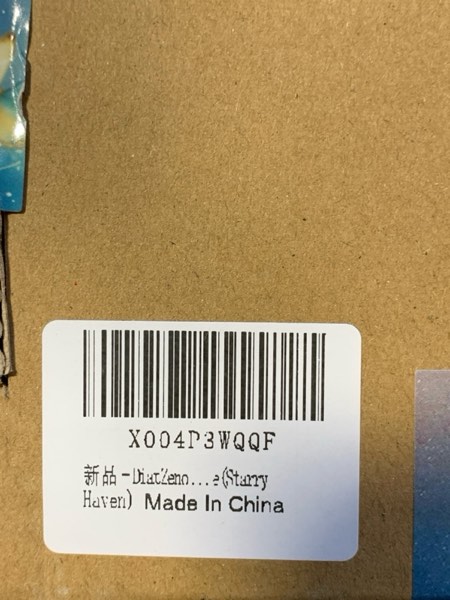 X004P3WQQF
新品 -DiatZeno...e(Starry
Haven) Made In China